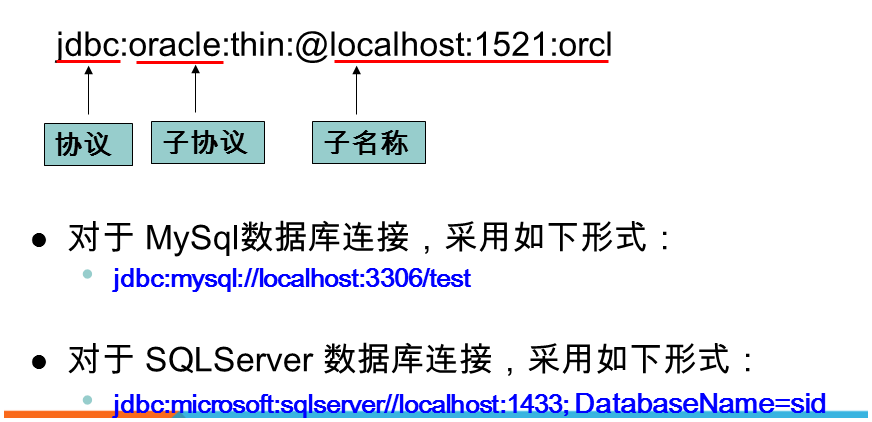 jdbc:oracle:thin:@localhost:1521:orcl
协议 子协议 子名称
● 对于 MySql数据库连接，采用如下形式：
• jdbc:mysql://localhost:3306/test
● 对于 SQLServer 数据库连接，采用如下形式：
• jdbc:microsoft:sqlserver//localhost:1433; DatabaseName=sid